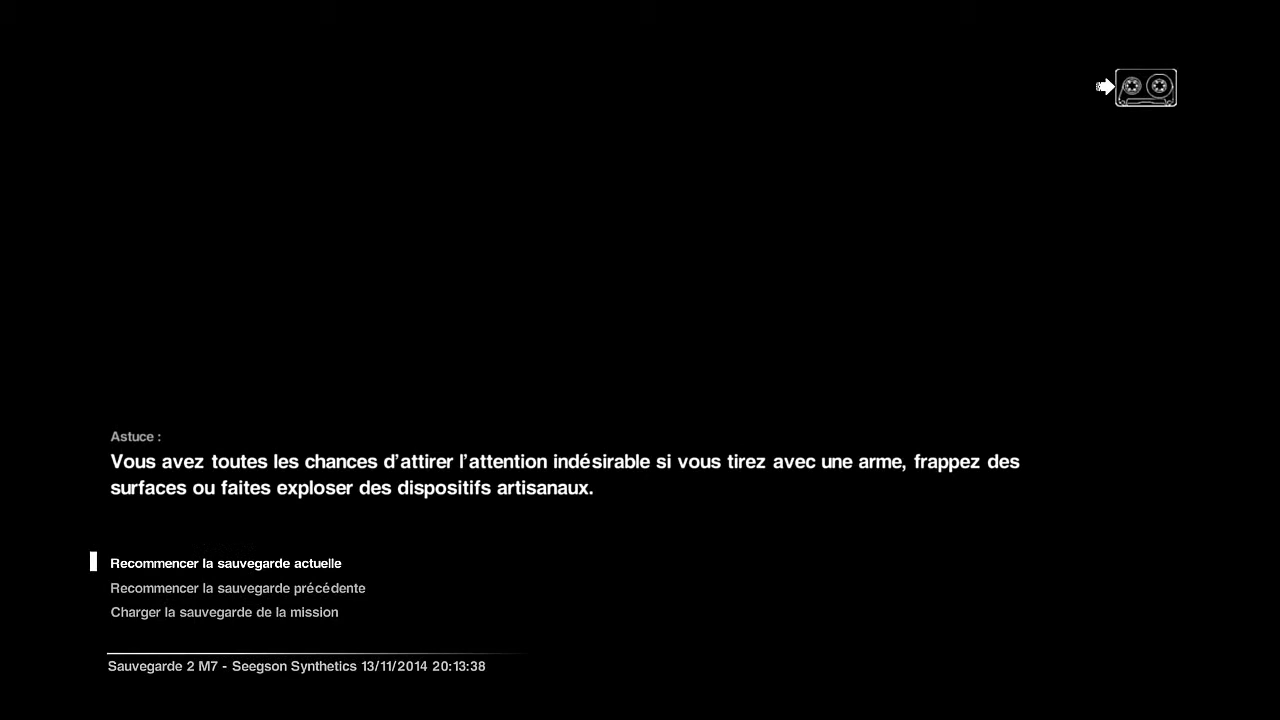 Astuce :
Vous avez toutes les chances d’attirer l’attention indésirable si vous tirez avec une arme, frappez des
surfaces ou faites exploser des dispositifs artisanaux.
Recommencer la sauvegarde actuelle
Recommencer la sauvegarde précédente
Charger la sauvegarde de la mission
Sauvegarde 2 M7 - Seegson Synthetics 13/11/2014 20:13:38